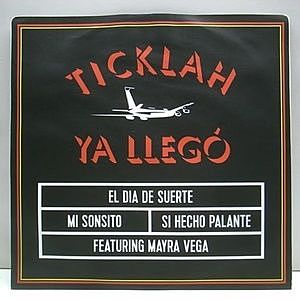 TICKLAH
YA LLEGÓ
EL DIA DE SUERTE
MI SONSITO
SI HECHO PALANTE
FEATURING MAYRA VEGA